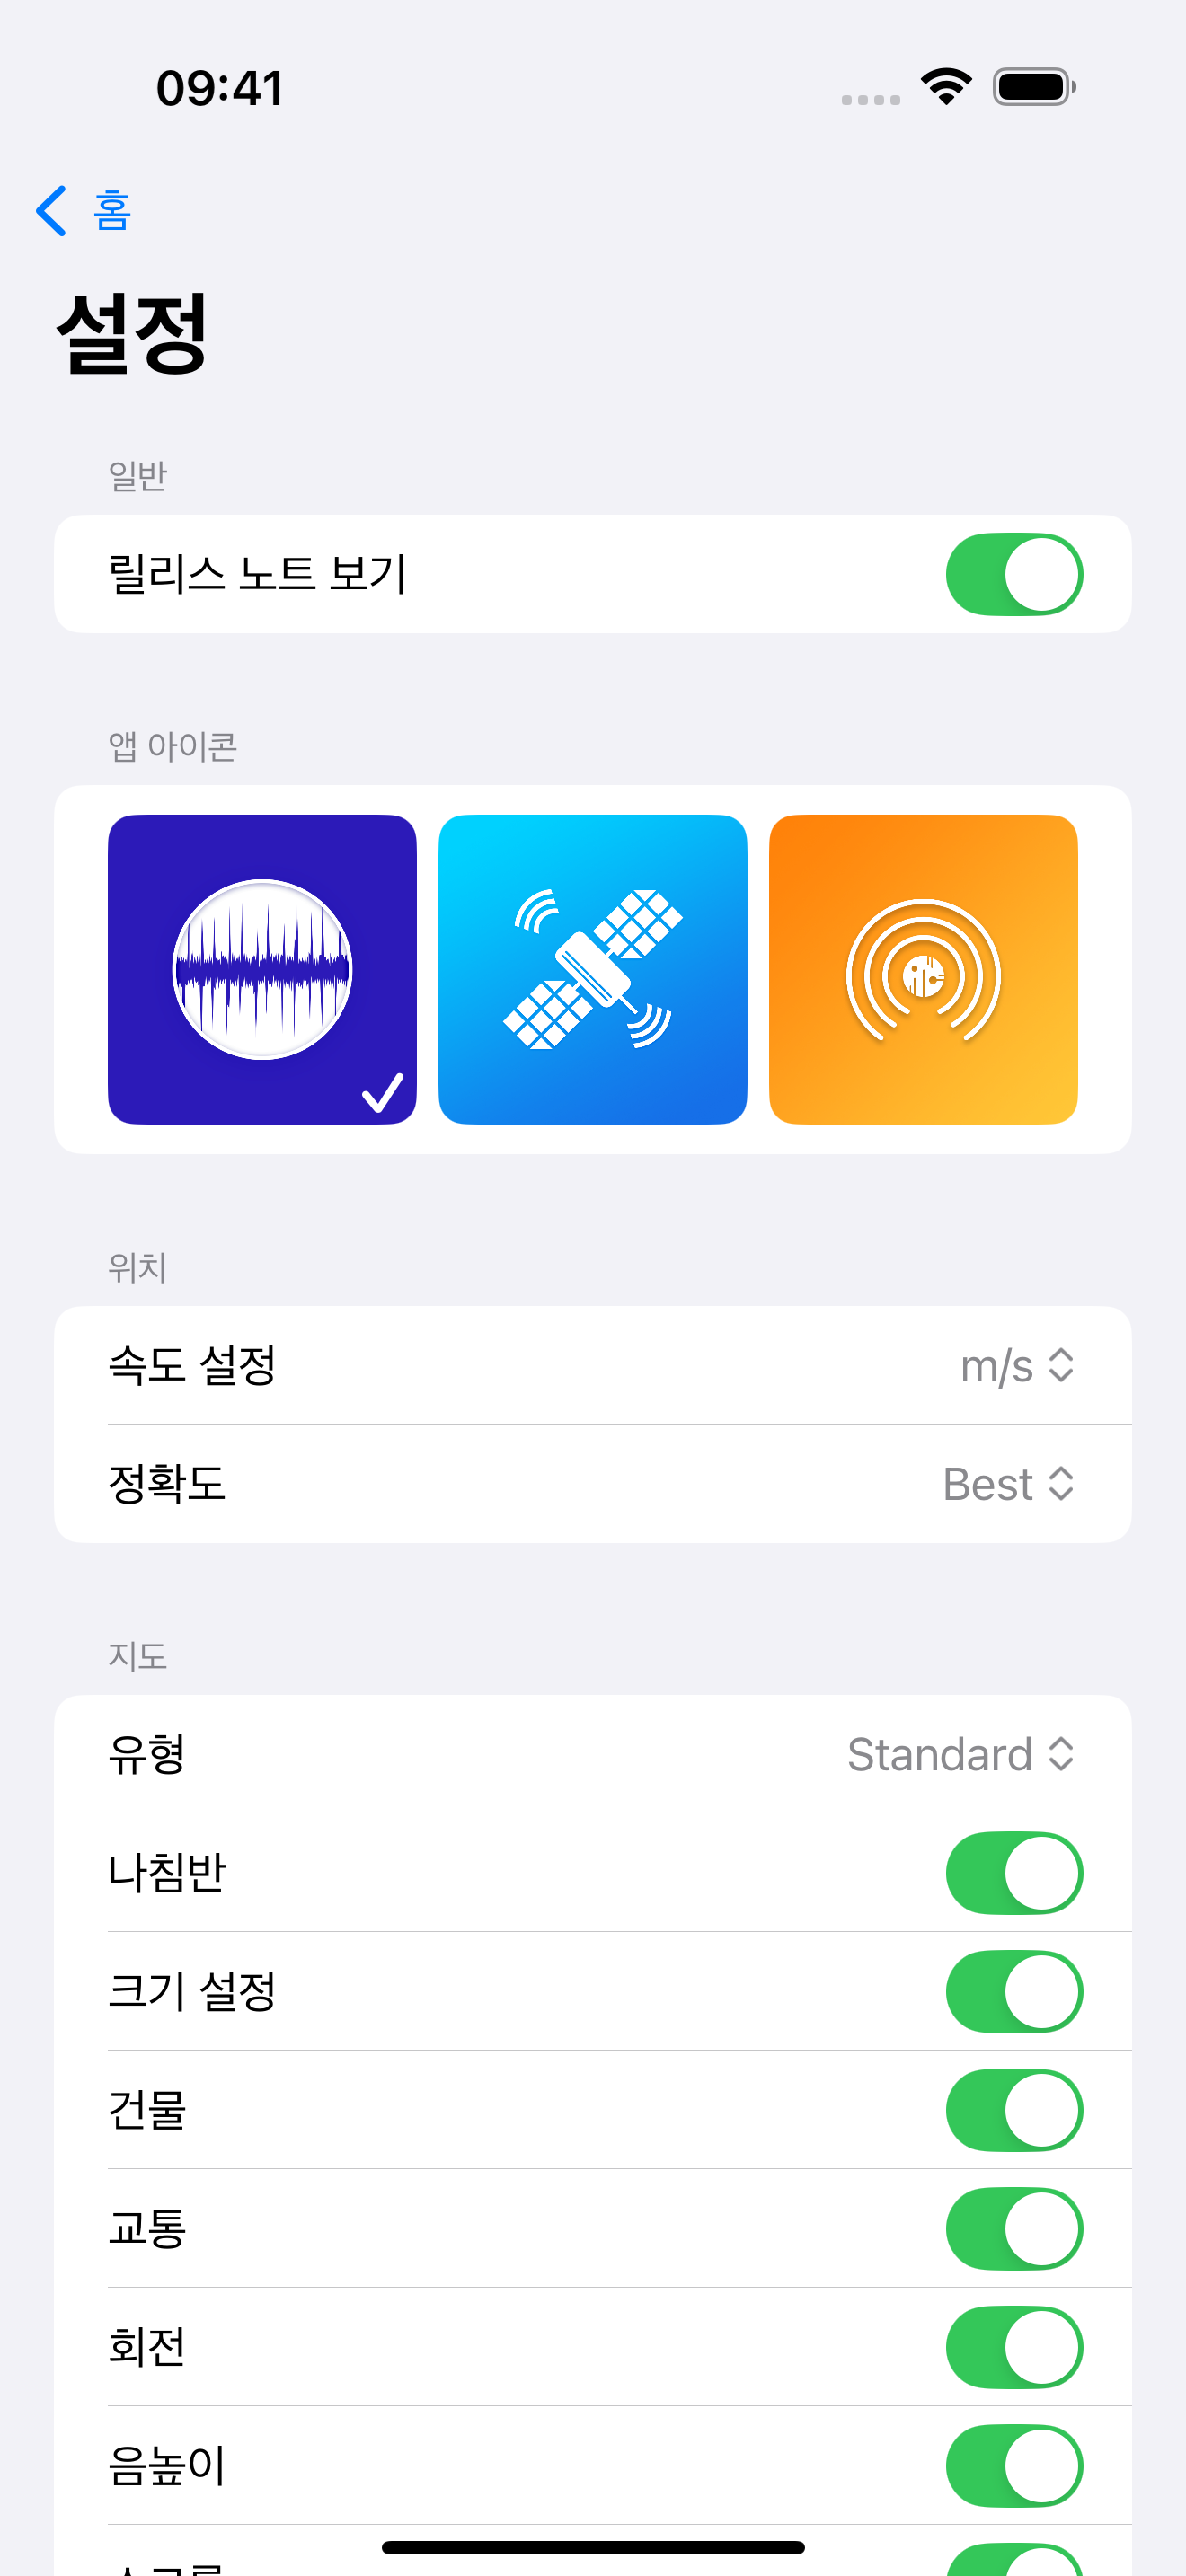 09:41
홈
설정
일반
릴리스 노트 보기
앱 아이콘
위치
속도 설정 m/s
정확도 Best
지도
유형 Standard
나침반
크기 설정
건물
교통
회전
음높이